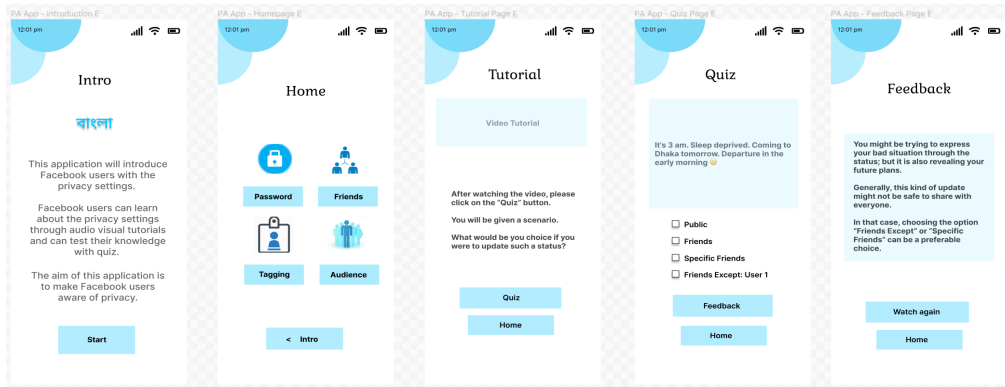 PA App - Introduction E
12:01 pm
Intro
বাংলা
This application will introduce
Facebook users with the
privacy settings.
Facebook users can learn
about the privacy settings
through audio visual tutorials
and can test their knowledge
with quiz.
The aim of this application is
to make Facebook users
aware of privacy.
Start
PA App - Homepage E
12:01 pm
Home
Password
Friends
Tagging
Audience
< Intro
PA App - Tutorial Page E
12:01 pm
Tutorial
Video Tutorial
After watching the video, please
click on the "Quiz" button.
You will be given a scenario.
What would be you choice if you
were to update such a status?
Quiz
Home
PA App - Quiz Page E
12:01 pm
Quiz
It's 3 am. Sleep deprived. Coming to
Dhaka tomorrow. Departure in the
early morning 😑
Public
Friends
Specific Friends
Friends Except: User 1
Feedback
Home
PA App - Feedback Page E
12:01 pm
Feedback
You might be trying to express
your bad situation through the
status; but it is also revealing your
future plans.
Generally, this kind of update
might not be safe to share with
everyone.
In that case, choosing the option
"Friends Except" or "Specific
Friends" can be a preferable
choice.
Watch again
Home